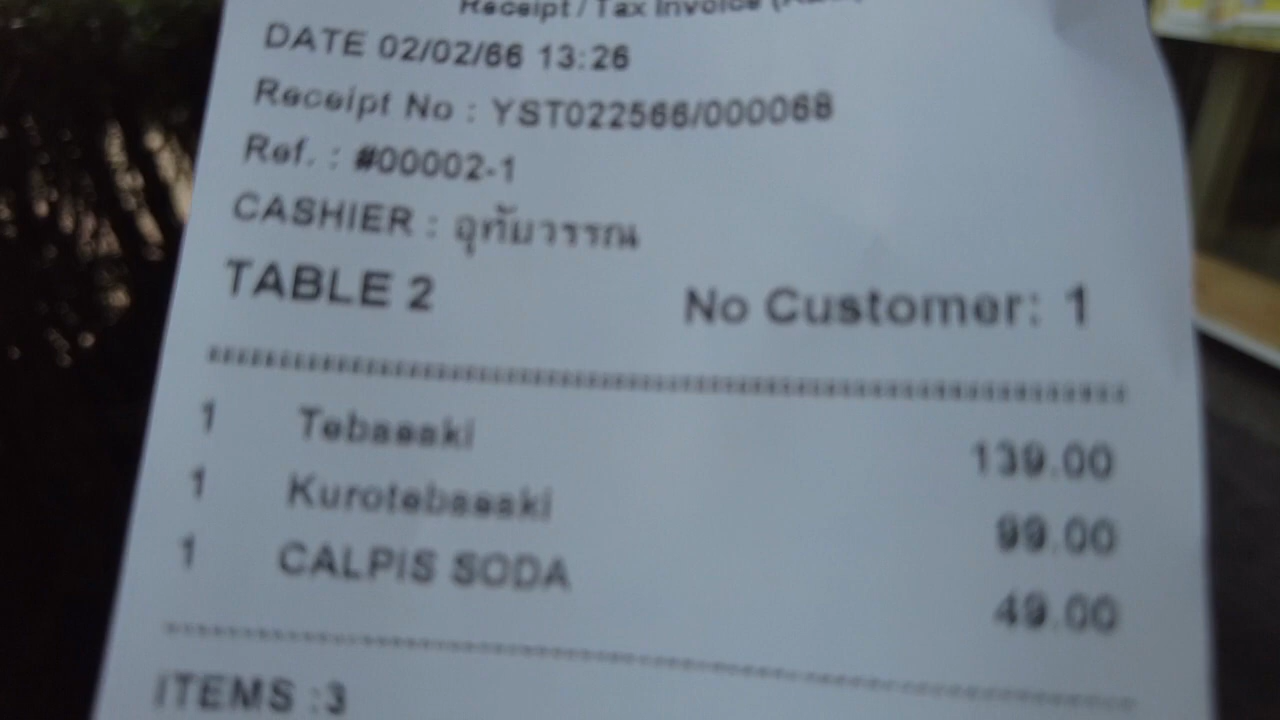 Receipt / Tax Invoice
DATE 02/02/66 13:26
Receipt No : YST022566/000068
Ref. : #00002-1
CASHIER : อุทัมวรรณ
TABLE 2 No Customer: 1
1 Tebasaki 139.00
1 Kurotebasaki 99.00
1 CALPIS SODA 49.00
ITEMS :3